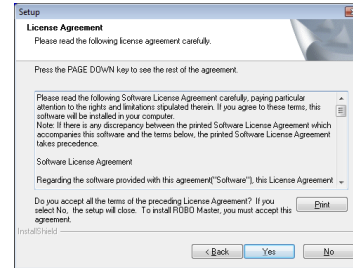 Setup
License Agreement
Please read the following license agreement carefully.
Press the PAGE DOWN key to see the rest of the agreement.
Please read the following Software License Agreement carefully, paying particular
attention to the rights and limitations stipulated therein. If you agree to these terms, this
software will be installed in your computer.
Note: If there is any discrepancy between the printed Software License Agreement which
accompanies this software and the terms below, the printed Software License Agreement
takes precedence.
Software License Agreement
Regarding the software provided with this agreement("Software"), this License Agreement
Do you accept all the terms of the preceding License Agreement? If you
select No, the setup will close. To install ROBO Master, you must accept this
agreement.
Print
InstallShield
< Back
Yes
No